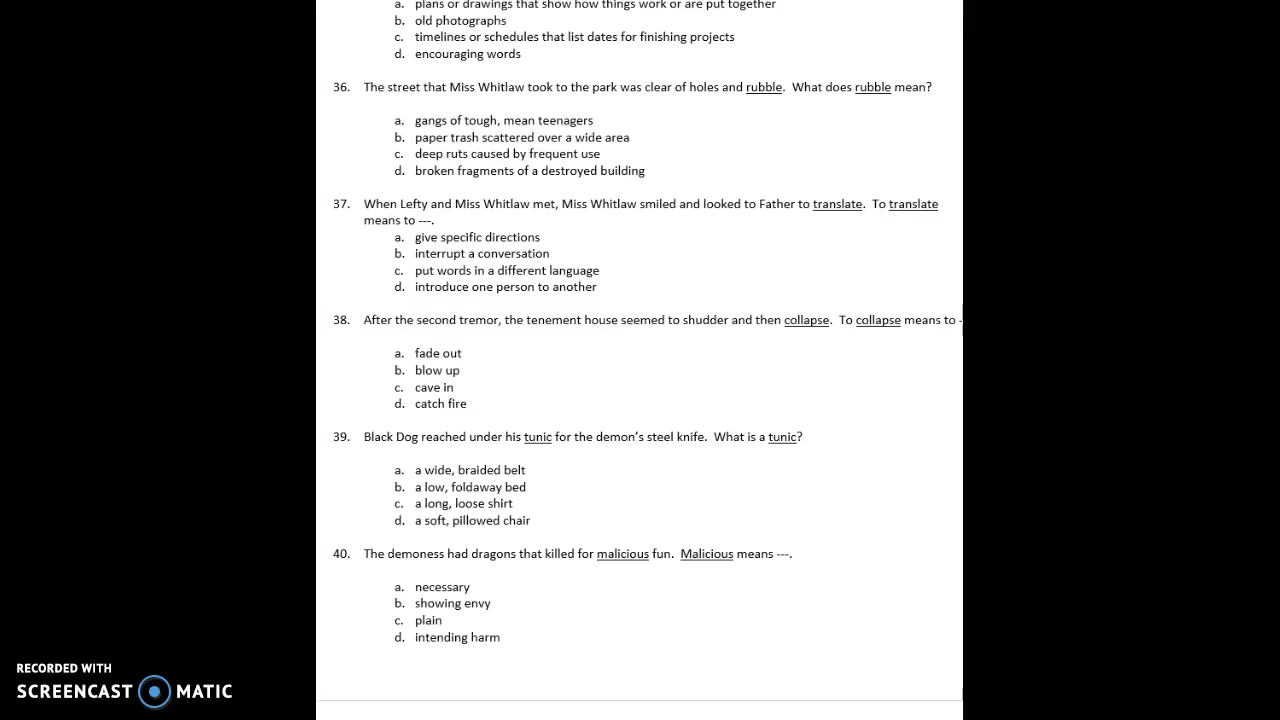 a. plans or drawings that show how things work or are put together
b. old photographs
c. timelines or schedules that list dates for finishing projects
d. encouraging words
36. The street that Miss Whitlaw took to the park was clear of holes and rubble. What does rubble mean?
a. gangs of tough, mean teenagers
b. paper trash scattered over a wide area
c. deep ruts caused by frequent use
d. broken fragments of a destroyed building
37. When Lefty and Miss Whitlaw met, Miss Whitlaw smiled and looked to Father to translate. To translate
means to ---.
a. give specific directions
b. interrupt a conversation
c. put words in a different language
d. introduce one person to another
38. After the second tremor, the tenement house seemed to shudder and then collapse. To collapse means to -
a. fade out
b. blow up
c. cave in
d. catch fire
39. Black Dog reached under his tunic for the demon's steel knife. What is a tunic?
a. a wide, braided belt
b. a low, foldaway bed
c. a long, loose shirt
d. a soft, pillowed chair
40. The demoness had dragons that killed for malicious fun. Malicious means ---.
a. necessary
b. showing envy
c. plain
d. intending harm
RECORDED WITH
SCREENCAST MATIC